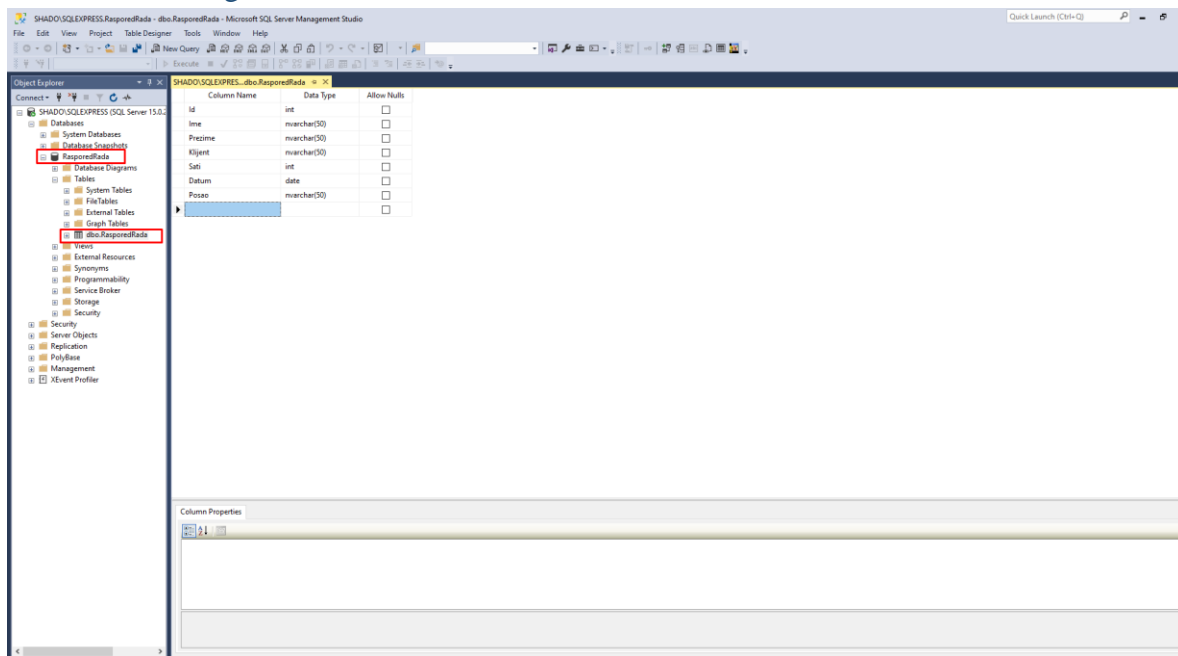 SHADO\SQLEXPRESS.RasporedRada - dbo.RasporedRada - Microsoft SQL Server Management Studio
Quick Launch (Ctrl+Q)
File Edit View Project Table Designer Tools Window Help
New Query
Execute
Object Explorer
SHADO\SQLEXPRES...dbo.RasporedRada
Connect
Column Name Data Type Allow Nulls
SHADO\SQLEXPRESS (SQL Server 15.0.2
Databases
System Databases
Database Snapshots
RasporedRada
Database Diagrams
Tables
System Tables
FileTables
External Tables
Graph Tables
dbo.RasporedRada
Views
External Resources
Synonyms
Programmability
Service Broker
Storage
Security
Security
Server Objects
Replication
PolyBase
Management
XEvent Profiler
Id int
Ime nvarchar(50)
Prezime nvarchar(50)
Klijent nvarchar(50)
Sati int
Datum date
Posao nvarchar(50)
Column Properties